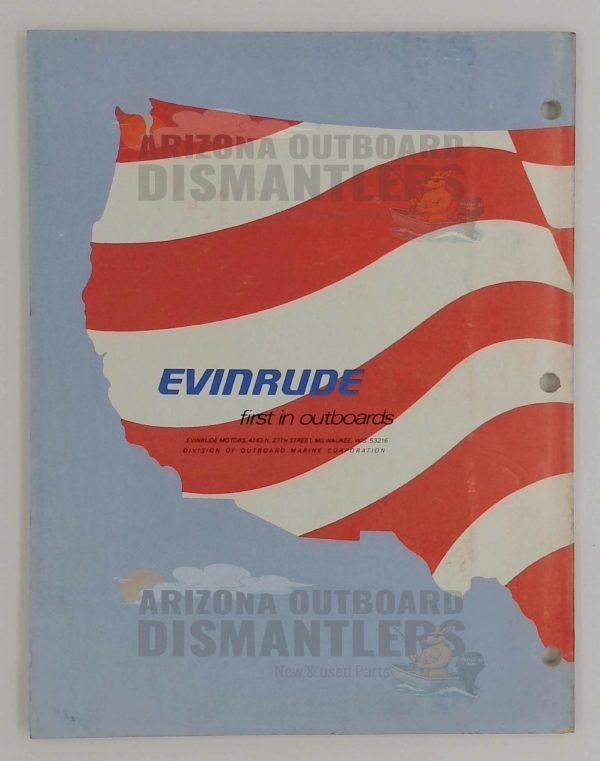 ARIZONA OUTBOARD
DISMANTLERS
EVINRUDE
first in outboards
EVINRUDE MOTORS, 4143 N. 27TH STREET, MILWAUKEE, WIS. 53216
DIVISION OF OUTBOARD MARINE CORPORATION
ARIZONA OUTBOARD
DISMANTLERS
New & used Parts